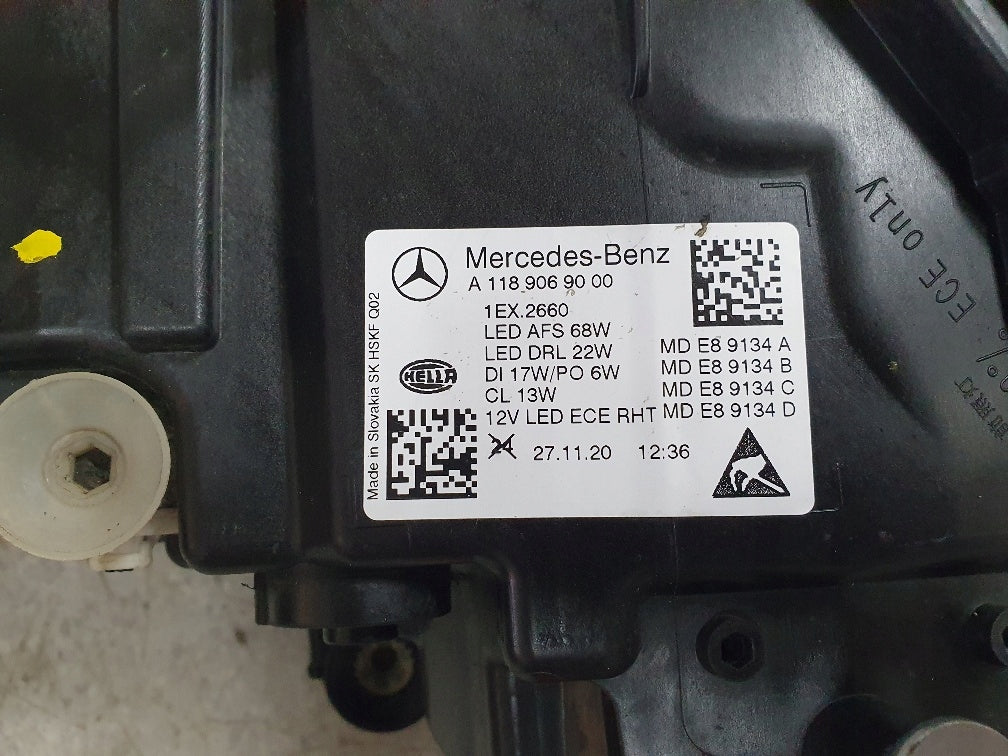 Mercedes-Benz
A 118 906 90 00
1EX.2660
LED AFS 68W
LED DRL 22W
DI 17W/PO 6W
CL 13W
12V LED ECE RHT
MD E8 9134 A
MD E8 9134 B
MD E8 9134 C
MD E8 9134 D
HELLA
27.11.20 12:36
Made in Slovakia SK HSKF Q02
ECE only